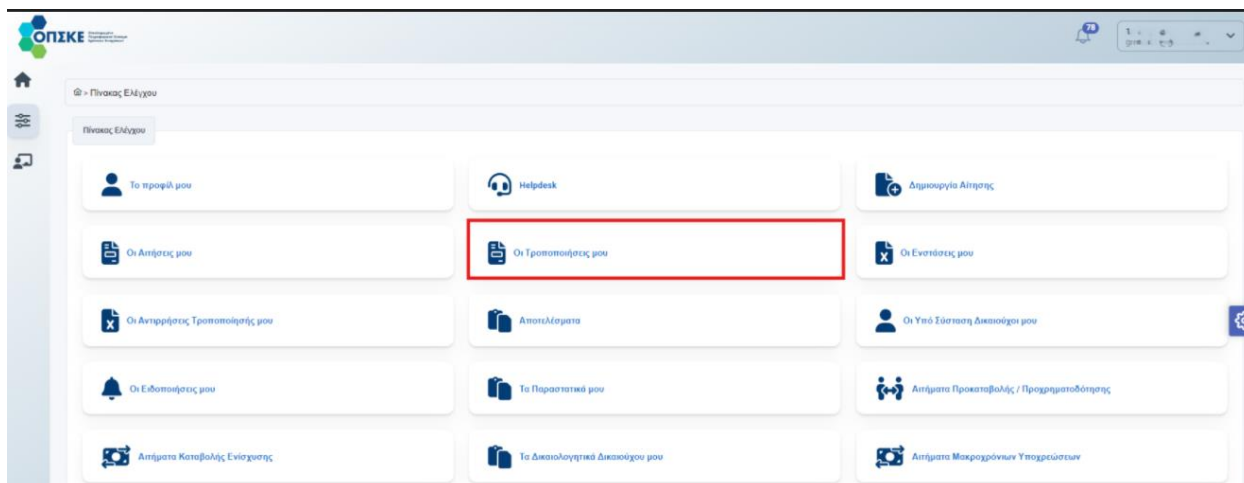 ΟΠΣΚΕ
78
» Πίνακας Ελέγχου
Πίνακας Ελέγχου
Το προφίλ μου
Helpdesk
Δημιουργία Αίτησης
Οι Αιτήσεις μου
Οι Τροποποιήσεις μου
Οι Ενστάσεις μου
Οι Αντιρρήσεις Τροποποίησής μου
Αποτελέσματα
Οι Υπό Σύσταση Δικαιούχοι μου
Οι Ειδοποιήσεις μου
Τα Παραστατικά μου
Αιτήματα Προκαταβολής / Προχρηματοδότησης
Αιτήματα Καταβολής Ενίσχυσης
Τα Δικαιολογητικά Δικαιούχου μου
Αιτήματα Μακροχρόνιων Υποχρεώσεων